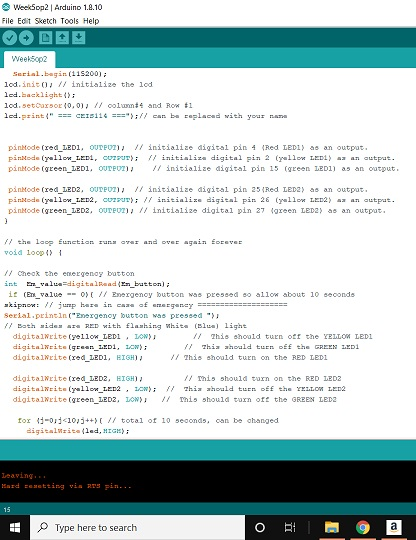 Week5op2 | Arduino 1.8.10
File Edit Sketch Tools Help
Week5op2
Serial.begin(115200);
lcd.init(); // initialize the lcd
lcd.backlight();
lcd.setCursor(0,0); // column#4 and Row #1
lcd.print(" === CEIS114 ===");// can be replaced with your name
pinMode(red_LED1, OUTPUT); // initialize digital pin 4 (Red LED1) as an output.
pinMode(yellow_LED1, OUTPUT); // initialize digital pin 2 (yellow LED1) as an output.
pinMode(green_LED1, OUTPUT); // initialize digital pin 15 (green LED1) as an output.
pinMode(red_LED2, OUTPUT); // initialize digital pin 25(Red LED2) as an output.
pinMode(yellow_LED2, OUTPUT); // initialize digital pin 26 (yellow LED2) as an output.
pinMode(green_LED2, OUTPUT); // initialize digital pin 27 (green LED2) as an output.
}
// the loop function runs over and over again forever
void loop() {
// Check the emergency button
int Em_value=digitalRead(Em_button);
if (Em_value == 0){ // Emergency button was pressed so allow about 10 seconds
skipnow: // jump here in case of emergency =====================
Serial.println("Emergency button was pressed ");
// Both sides are RED with flashing White (Blue) light
digitalWrite(yellow_LED1 , LOW); // This should turn off the YELLOW LED1
digitalWrite(green_LED1, LOW); // This should turn off the GREEN LED1
digitalWrite(red_LED1, HIGH); // This should turn on the RED LED1
digitalWrite(red_LED2, HIGH); // This should turn on the RED LED2
digitalWrite(yellow_LED2 , LOW); // This should turn off the YELLOW LED2
digitalWrite(green_LED2, LOW); // This should turn off the GREEN LED2
for (j=0;j<10;j++){ // total of 10 seconds, can be changed
digitalWrite(led,HIGH);
Leaving...
Hard resetting via RTS pin...
15
Type here to search
a